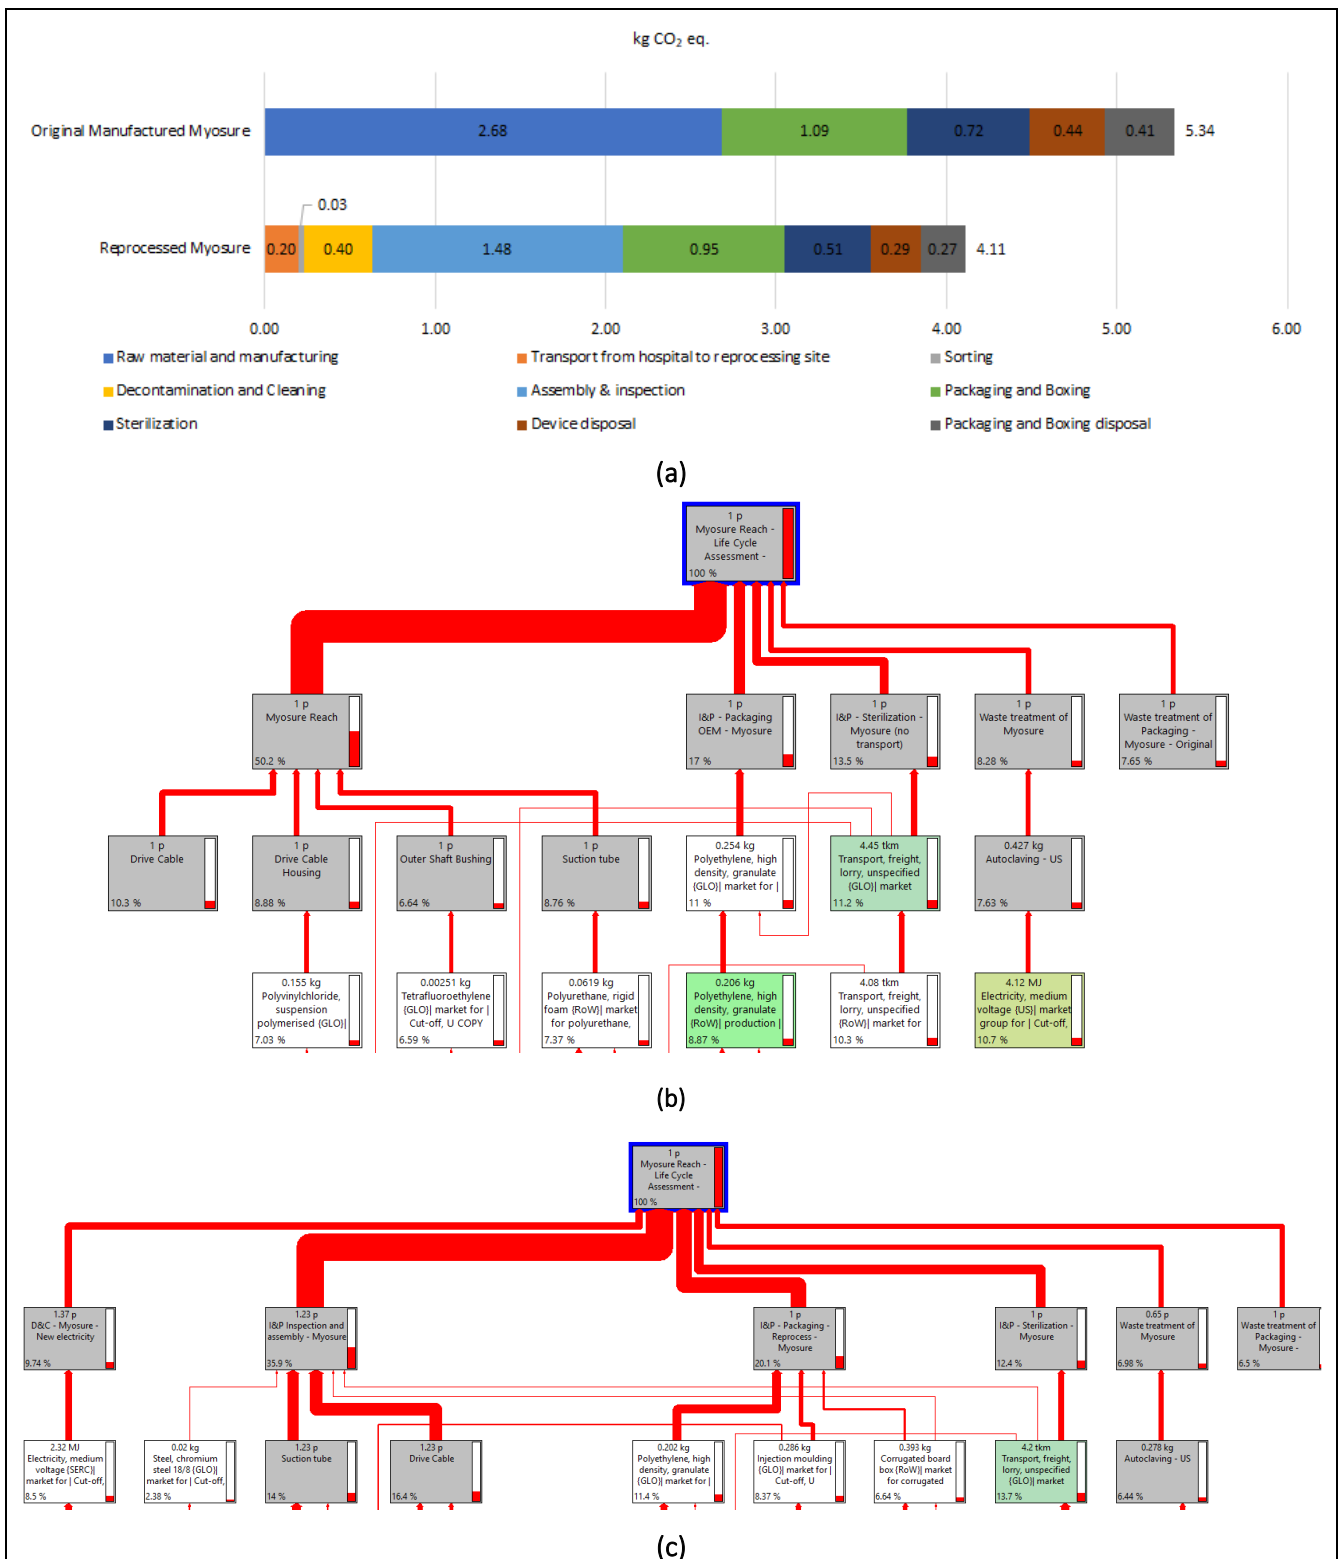 kg CO₂ eq.
Original Manufactured Myosure
2.68
1.09
0.72
0.44
0.41
5.34
0.03
Reprocessed Myosure
0.20
0.40
1.48
0.95
0.51
0.29
0.27
4.11
0.00
1.00
2.00
3.00
4.00
5.00
6.00
Raw material and manufacturing
Transport from hospital to reprocessing site
Sorting
Decontamination and Cleaning
Assembly & inspection
Packaging and Boxing
Sterilization
Device disposal
Packaging and Boxing disposal
(a)
1 p
Myosure Reach -
Life Cycle
Assessment -
100 %
1 p
Myosure Reach
50.2 %
1 p
I&P - Packaging
OEM - Myosure
17 %
1 p
I&P - Sterilization -
Myosure (no
transport)
13.5 %
1 p
Waste treatment of
Myosure
8.28 %
1 p
Waste treatment of
Packaging -
Myosure - Original
7.65 %
1 p
Drive Cable
10.3 %
1 p
Drive Cable
Housing
8.88 %
1 p
Outer Shaft Bushing
6.64 %
1 p
Suction tube
8.76 %
0.254 kg
Polyethylene, high
density, granulate
{GLO}| market for |
11 %
4.45 tkm
Transport, freight,
lorry, unspecified
{GLO}| market
11.2 %
0.427 kg
Autoclaving - US
7.63 %
0.155 kg
Polyvinylchloride,
suspension
polymerised {GLO}|
7.03 %
0.00251 kg
Tetrafluoroethylene
{GLO}| market for |
Cut-off, U COPY
6.59 %
0.0619 kg
Polyurethane, rigid
foam {RoW}| market
for polyurethane,
7.37 %
0.206 kg
Polyethylene, high
density, granulate
{RoW}| production |
8.87 %
4.08 tkm
Transport, freight,
lorry, unspecified
{RoW}| market for
10.3 %
4.12 MJ
Electricity, medium
voltage {US}| market
group for | Cut-off,
10.7 %
(b)
1 p
Myosure Reach -
Life Cycle
Assessment -
100 %
1.37 p
D&C - Myosure -
New electricity
9.74 %
1.23 p
I&P Inspection and
assembly - Myosure
35.9 %
1 p
I&P - Packaging -
Reprocess -
Myosure
20.1 %
1 p
I&P - Sterilization -
Myosure
12.4 %
0.65 p
Waste treatment of
Myosure
6.98 %
1 p
Waste treatment of
Packaging -
Myosure -
6.5 %
2.32 MJ
Electricity, medium
voltage {SERC}|
market for | Cut-off,
8.5 %
0.02 kg
Steel, chromium
steel 18/8 {GLO}|
market for | Cut-off,
2.38 %
1.23 p
Suction tube
14 %
1.23 p
Drive Cable
16.4 %
0.202 kg
Polyethylene, high
density, granulate
{GLO}| market for |
11.4 %
0.286 kg
Injection moulding
{GLO}| market for |
Cut-off, U
8.37 %
0.393 kg
Corrugated board
box {RoW}| market
for corrugated
6.64 %
4.2 tkm
Transport, freight,
lorry, unspecified
{GLO}| market
13.7 %
0.278 kg
Autoclaving - US
6.44 %
(c)